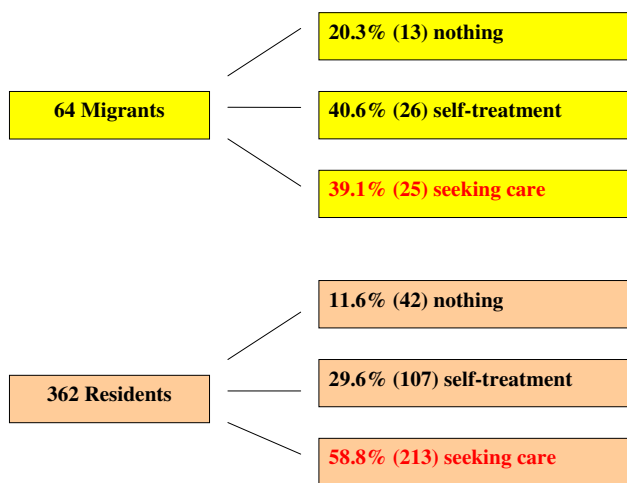 20.3% (13) nothing
64 Migrants
40.6% (26) self-treatment
39.1% (25) seeking care
11.6% (42) nothing
362 Residents
29.6% (107) self-treatment
58.8% (213) seeking care